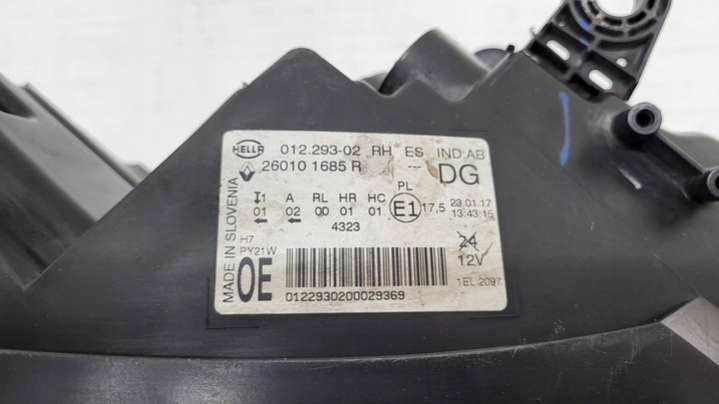 HELLA 012.293-02 RH ES IND:AB
26010 1685 R --- DG
PL
1 A RL HR HC E1 17,5 23.01.17
01 02 00 01 01 13:43:15
4323
H7
PY21W
24
12V
MADE IN SLOVENIA
OE
0122930200029369
1EL 2097